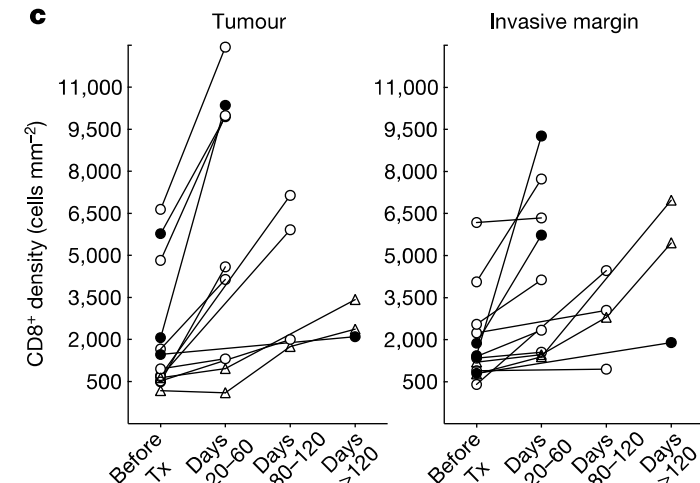 c
Tumour
Invasive margin
CD8⁺ density (cells mm⁻²)
11,000
9,500
8,000
6,500
5,000
3,500
2,000
500
11,000
9,500
8,000
6,500
5,000
3,500
2,000
500
Before
Tx
Days
20–60
Days
80–120
Days
>120
Before
Tx
Days
20–60
Days
80–120
Days
>120